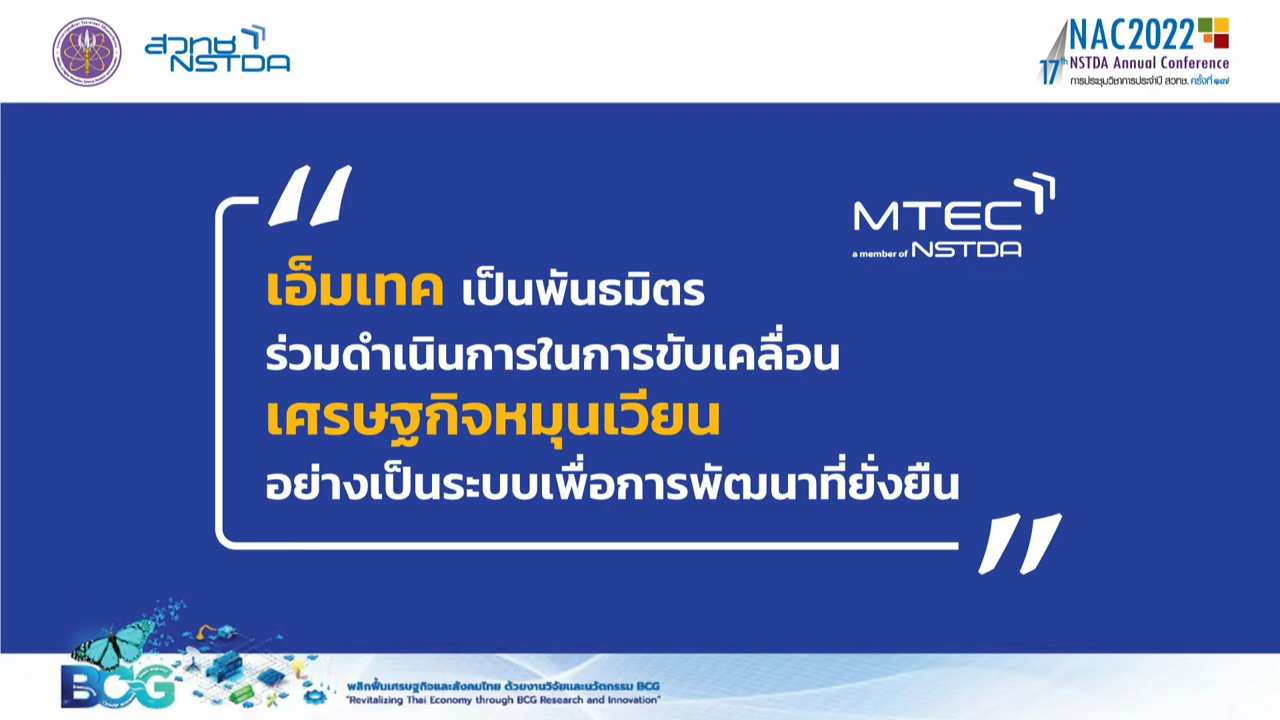 สวทช
NSTDA
17th
NAC2022
NSTDA Annual Conference
การประชุมวิชาการประจำปี สวทช. ครั้งที่ ๑๗
MTEC
a member of NSTDA
“
เอ็มเทค เป็นพันธมิตร
ร่วมดำเนินการในการขับเคลื่อน
เศรษฐกิจหมุนเวียน
อย่างเป็นระบบเพื่อการพัฒนาที่ยั่งยืน
”
BCG
พลิกฟื้นเศรษฐกิจและสังคมไทย ด้วยงานวิจัยและนวัตกรรม BCG
"Revitalizing Thai Economy through BCG Research and Innovation"